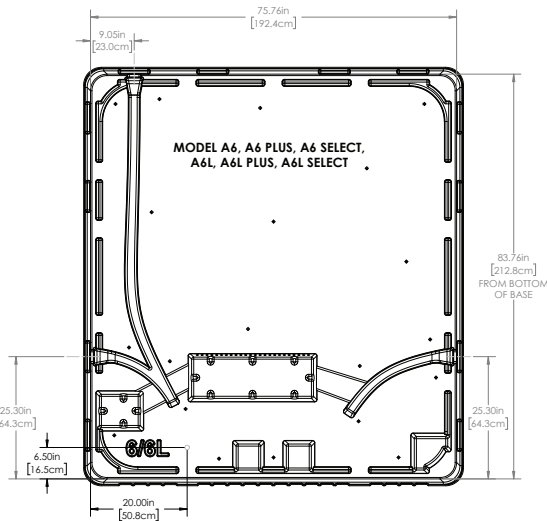 75.76in
[192.4cm]
9.05in
[23.0cm]
MODEL A6, A6 PLUS, A6 SELECT,
A6L, A6L PLUS, A6L SELECT
83.76in
[212.8cm]
FROM BOTTOM
OF BASE
25.30in
[64.3cm]
25.30in
[64.3cm]
6/6L
6.50in
[16.5cm]
20.00in
[50.8cm]